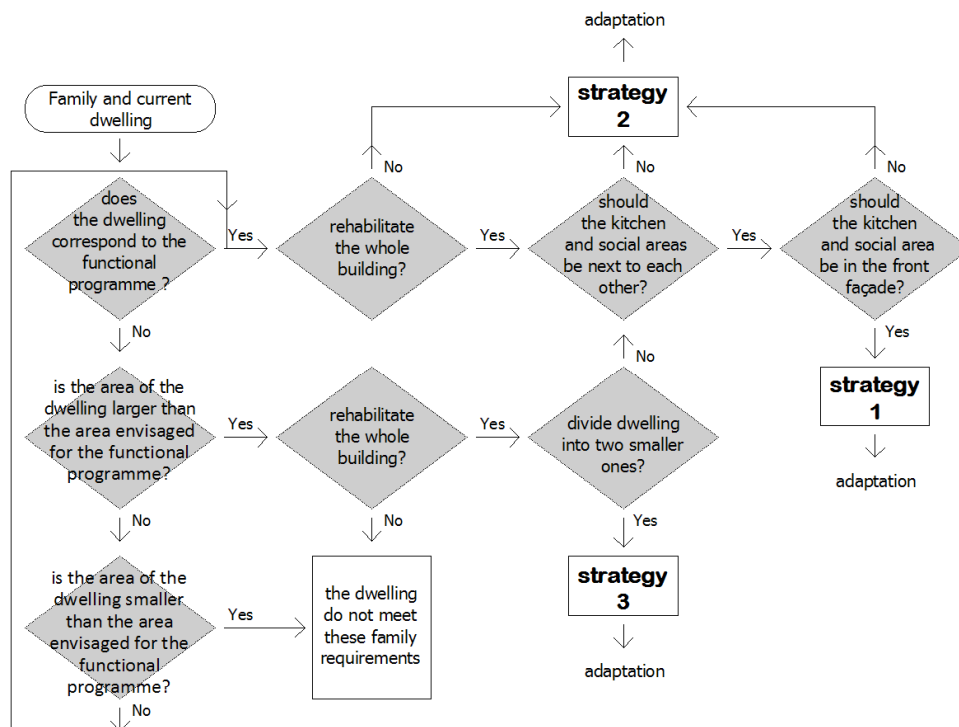 adaptation
Family and current
dwelling
strategy
2
No
No
No
does
the dwelling
correspond to the
functional
programme ?
Yes
rehabilitate
the whole
building?
Yes
should
the kitchen
and social areas
be next to each
other?
Yes
should
the kitchen
and social area
be in the front
façade?
No
No
Yes
is the area of the
dwelling larger than
the area envisaged
for the functional
programme?
Yes
rehabilitate
the whole
building?
Yes
divide dwelling
into two smaller
ones?
strategy
1
adaptation
No
No
Yes
is the area of the
dwelling smaller
than the area
envisaged for the
functional
programme?
Yes
the dwelling
do not meet
these family
requirements
strategy
3
adaptation
No